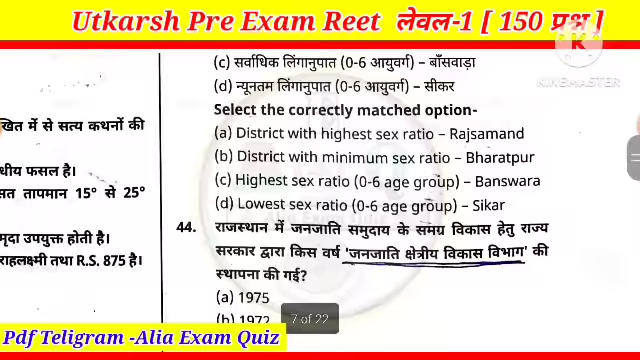 Utkarsh Pre Exam Reet लेवल-1 [ 150 प्रश्न ]
KINEMASTER
(c) सर्वाधिक लिंगानुपात (0-6 आयुवर्ग) – बाँसवाड़ा
(d) न्यूनतम लिंगानुपात (0-6 आयुवर्ग) – सीकर
Select the correctly matched option-
(a) District with highest sex ratio – Rajsamand
(b) District with minimum sex ratio – Bharatpur
(c) Highest sex ratio (0-6 age group) – Banswara
(d) Lowest sex ratio (0-6 age group) – Sikar
44. राजस्थान में जनजाति समुदाय के समग्र विकास हेतु राज्य
सरकार द्वारा किस वर्ष 'जनजाति क्षेत्रीय विकास विभाग' की
स्थापना की गई?
(a) 1975
(b) 1972
7 of 22
खित में से सत्य कथनों की
थीय फसल है।
सत तापमान 15° से 25°
मृदा उपयुक्त होती है।
राहलक्ष्मी तथा R.S. 875 है।
Pdf Teligram -Alia Exam Quiz